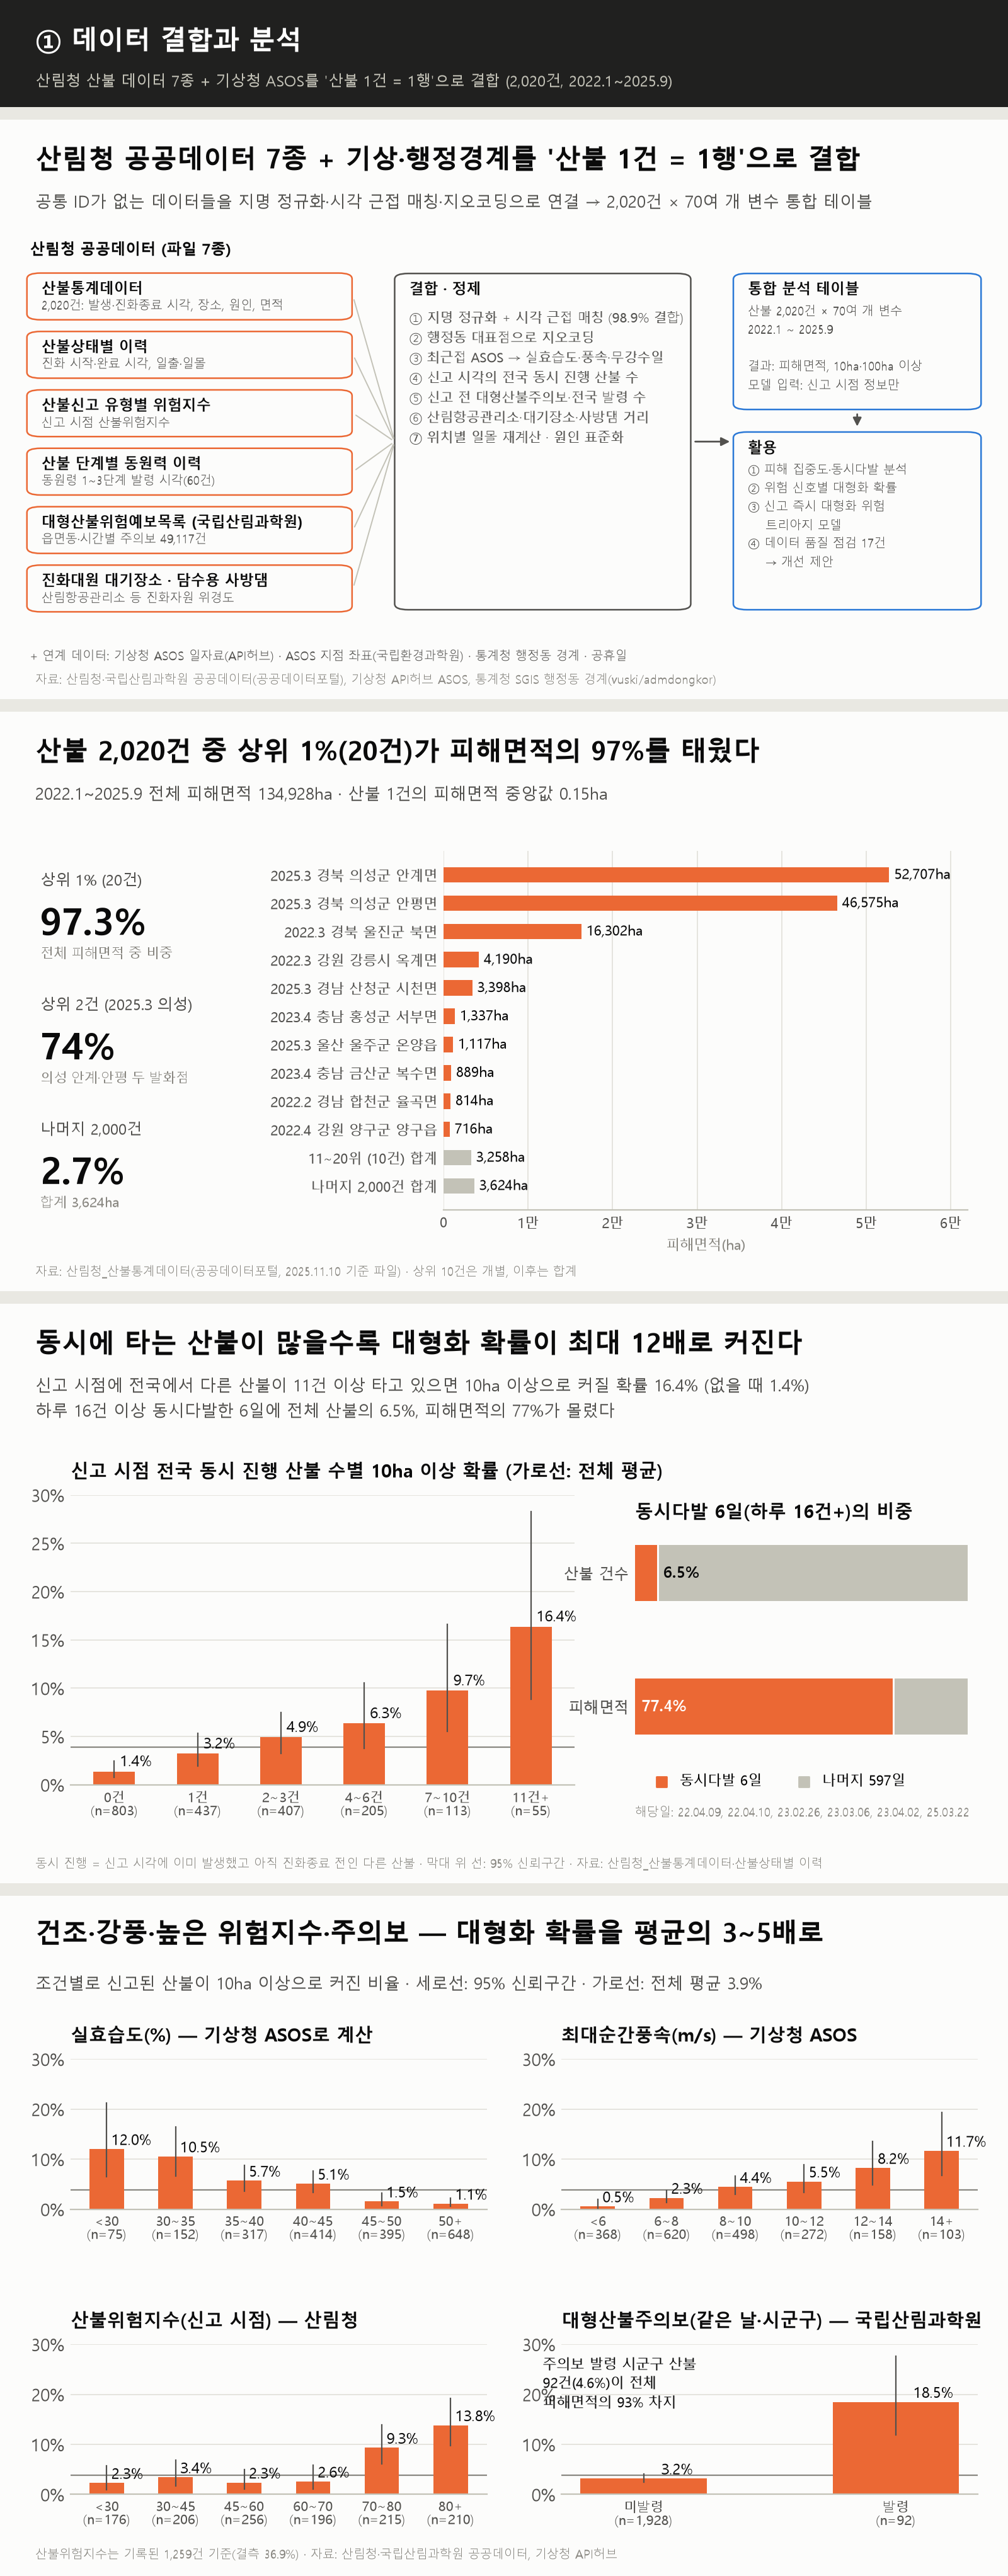 ① 데이터 결합과 분석
산림청 산불 데이터 7종 + 기상청 ASOS를 '산불 1건 = 1행'으로 결합 (2,020건, 2022.1~2025.9)
산림청 공공데이터 7종 + 기상·행정경계를 '산불 1건 = 1행'으로 결합
공통 ID가 없는 데이터들을 지명 정규화·시각 근접 매칭·지오코딩으로 연결 → 2,020건 × 70여 개 변수 통합 테이블
산림청 공공데이터 (파일 7종)
산불통계데이터
2,020건: 발생·진화종료 시각, 장소, 원인, 면적
산불상태별 이력
진화 시작·완료 시각, 일출·일몰
산불신고 유형별 위험지수
신고 시점 산불위험지수
산불 단계별 동원력 이력
동원령 1~3단계 발령 시각(60건)
대형산불위험예보목록 (국립산림과학원)
읍면동·시간별 주의보 49,117건
진화대원 대기장소 · 담수용 사방댐
산림항공관리소 등 진화자원 위경도
결합 · 정제
① 지명 정규화 + 시각 근접 매칭 (98.9% 결합)
② 행정동 대표점으로 지오코딩
③ 최근접 ASOS → 실효습도·풍속·무강수일
④ 신고 시각의 전국 동시 진행 산불 수
⑤ 신고 전 대형산불주의보·전국 발령 수
⑥ 산림항공관리소·대기장소·사방댐 거리
⑦ 위치별 일몰 재계산 · 원인 표준화
통합 분석 테이블
산불 2,020건 × 70여 개 변수
2022.1 ~ 2025.9
결과: 피해면적, 10ha·100ha 이상
모델 입력: 신고 시점 정보만
활용
① 피해 집중도·동시다발 분석
② 위험 신호별 대형화 확률
③ 신고 즉시 대형화 위험
트리아지 모델
④ 데이터 품질 점검 17건
→ 개선 제안
+ 연계 데이터: 기상청 ASOS 일자료(API허브) · ASOS 지점 좌표(국립환경과학원) · 통계청 행정동 경계 · 공휴일
자료: 산림청·국립산림과학원 공공데이터(공공데이터포털), 기상청 API허브 ASOS, 통계청 SGIS 행정동 경계(vuski/admdongkor)
산불 2,020건 중 상위 1%(20건)가 피해면적의 97%를 태웠다
2022.1~2025.9 전체 피해면적 134,928ha · 산불 1건의 피해면적 중앙값 0.15ha
상위 1% (20건)
97.3%
전체 피해면적 중 비중
상위 2건 (2025.3 의성)
74%
의성 안계·안평 두 발화점
나머지 2,000건
2.7%
합계 3,624ha
2025.3 경북 의성군 안계면 52,707ha
2025.3 경북 의성군 안평면 46,575ha
2022.3 경북 울진군 북면 16,302ha
2022.3 강원 강릉시 옥계면 4,190ha
2025.3 경남 산청군 시천면 3,398ha
2023.4 충남 홍성군 서부면 1,337ha
2025.3 울산 울주군 온양읍 1,117ha
2023.4 충남 금산군 복수면 889ha
2022.2 경남 합천군 율곡면 814ha
2022.4 강원 양구군 양구읍 716ha
11~20위 (10건) 합계 3,258ha
나머지 2,000건 합계 3,624ha
0 1만 2만 3만 4만 5만 6만
피해면적(ha)
자료: 산림청_산불통계데이터(공공데이터포털, 2025.11.10 기준 파일) · 상위 10건은 개별, 이후는 합계
동시에 타는 산불이 많을수록 대형화 확률이 최대 12배로 커진다
신고 시점에 전국에서 다른 산불이 11건 이상 타고 있으면 10ha 이상으로 커질 확률 16.4% (없을 때 1.4%)
하루 16건 이상 동시다발한 6일에 전체 산불의 6.5%, 피해면적의 77%가 몰렸다
신고 시점 전국 동시 진행 산불 수별 10ha 이상 확률 (가로선: 전체 평균)
30%
25%
20%
15%
10%
5%
0%
1.4% 3.2% 4.9% 6.3% 9.7% 16.4%
0건 1건 2~3건 4~6건 7~10건 11건+
(n=803) (n=437) (n=407) (n=205) (n=113) (n=55)
동시다발 6일(하루 16건+)의 비중
산불 건수 6.5%
피해면적 77.4%
동시다발 6일 나머지 597일
해당일: 22.04.09, 22.04.10, 23.02.26, 23.03.06, 23.04.02, 25.03.22
동시 진행 = 신고 시각에 이미 발생했고 아직 진화종료 전인 다른 산불 · 막대 위 선: 95% 신뢰구간 · 자료: 산림청_산불통계데이터·산불상태별 이력
건조·강풍·높은 위험지수·주의보 — 대형화 확률을 평균의 3~5배로
조건별로 신고된 산불이 10ha 이상으로 커진 비율 · 세로선: 95% 신뢰구간 · 가로선: 전체 평균 3.9%
실효습도(%) — 기상청 ASOS로 계산
30%
20%
10%
0%
12.0% 10.5% 5.7% 5.1% 1.5% 1.1%
<30 30~35 35~40 40~45 45~50 50+
(n=75) (n=152) (n=317) (n=414) (n=395) (n=648)
최대순간풍속(m/s) — 기상청 ASOS
30%
20%
10%
0%
0.5% 2.3% 4.4% 5.5% 8.2% 11.7%
<6 6~8 8~10 10~12 12~14 14+
(n=368) (n=620) (n=498) (n=272) (n=158) (n=103)
산불위험지수(신고 시점) — 산림청
30%
20%
10%
0%
2.3% 3.4% 2.3% 2.6% 9.3% 13.8%
<30 30~45 45~60 60~70 70~80 80+
(n=176) (n=206) (n=256) (n=196) (n=215) (n=210)
대형산불주의보(같은 날·시군구) — 국립산림과학원
30%
20%
10%
0%
주의보 발령 시군구 산불
92건(4.6%)이 전체
피해면적의 93% 차지
3.2% 18.5%
미발령 발령
(n=1,928) (n=92)
산불위험지수는 기록된 1,259건 기준(결측 36.9%) · 자료: 산림청·국립산림과학원 공공데이터, 기상청 API허브